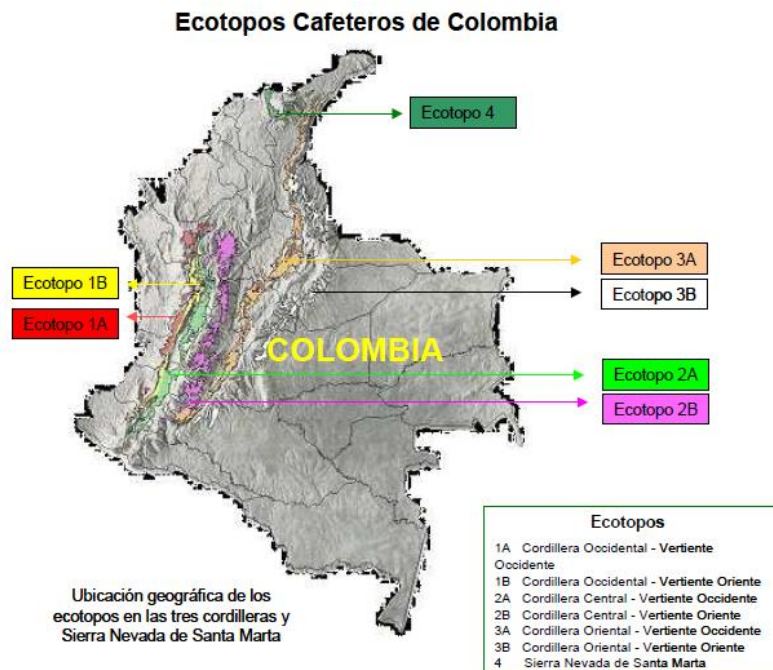 Ecotopos Cafeteros de Colombia
Ecotopo 4
Ecotopo 3A
Ecotopo 1B
Ecotopo 3B
Ecotopo 1A
COLOMBIA
Ecotopo 2A
Ecotopo 2B
Ubicación geográfica de los
ecotopos en las tres cordilleras y
Sierra Nevada de Santa Marta
Ecotopos
1A Cordillera Occidental - Vertiente
Occidente
1B Cordillera Occidental - Vertiente Oriente
2A Cordillera Central - Vertiente Occidente
2B Cordillera Central - Vertiente Oriente
3A Cordillera Oriental - Vertiente Occidente
3B Cordillera Oriental - Vertiente Oriente
4 Sierra Nevada de Santa Marta